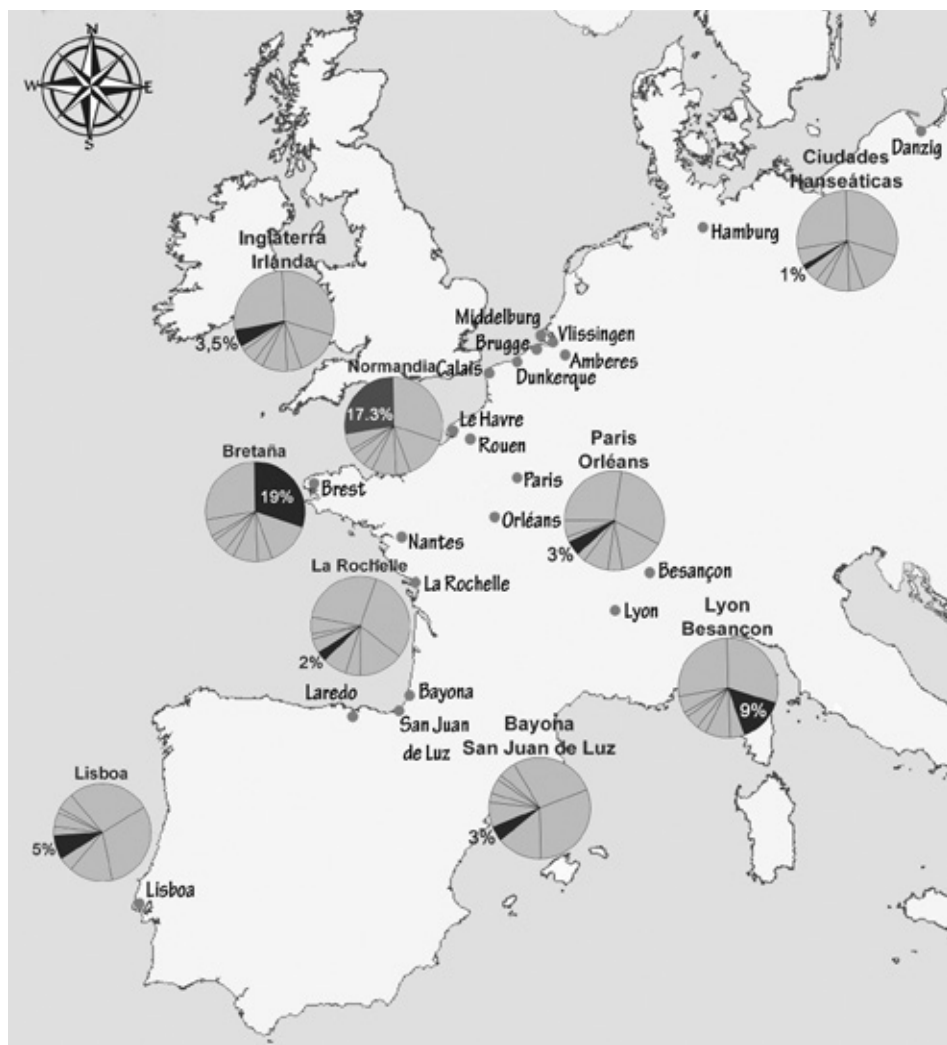 N
W
E
S
Danzig
Ciudades
Hanseáticas
Hamburg
1%
Inglaterra
Irlanda
3,5%
Middelburg
Vlissingen
Brugge
Amberes
Dunkerque
Calais
Normandia
17.3%
Le Havre
Rouen
Bretaña
19%
Brest
Paris
Orléans
Paris
Orléans
3%
Nantes
La Rochelle
La Rochelle
2%
Besançon
Lyon
Lyon
Besançon
9%
Laredo
Bayona
San Juan
de Luz
Bayona
San Juan de Luz
3%
Lisboa
5%
Lisboa